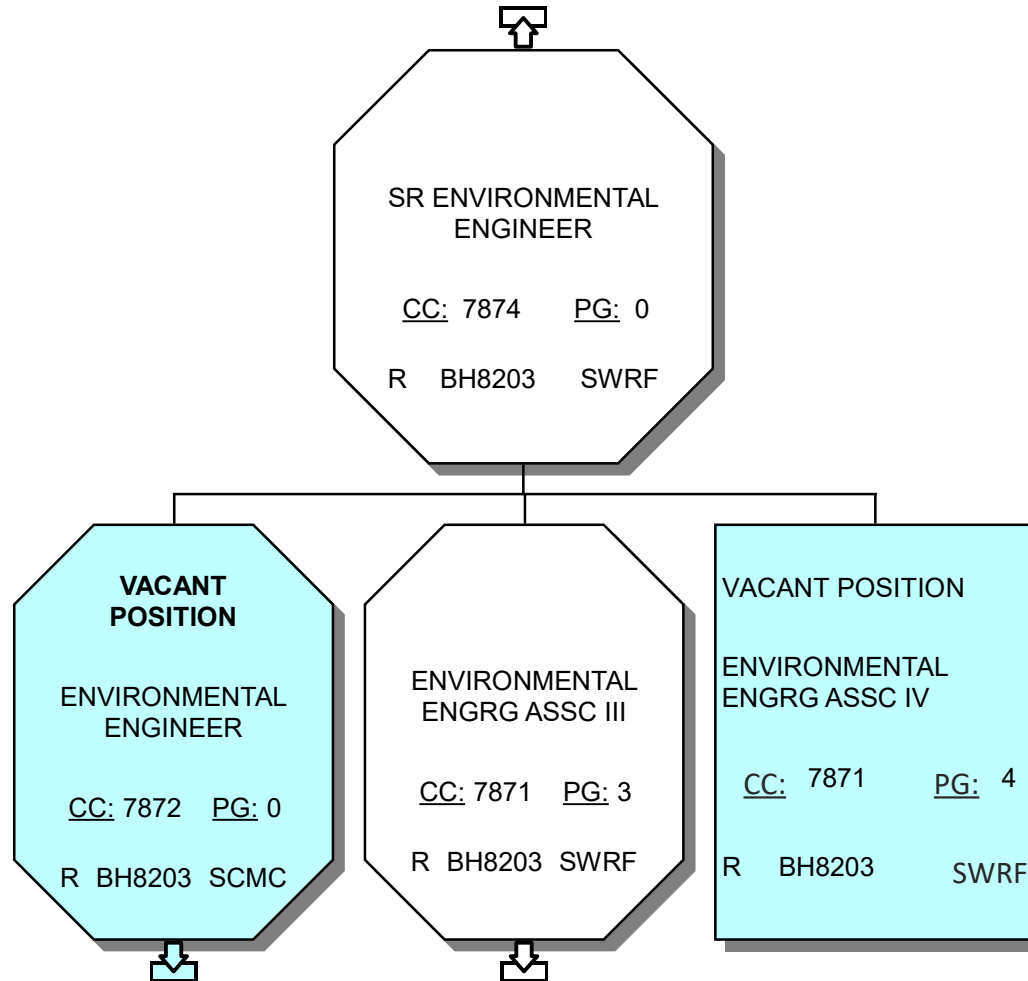 SR ENVIRONMENTAL
ENGINEER
CC: 7874 PG: 0
R BH8203 SWRF
VACANT
POSITION
ENVIRONMENTAL
ENGINEER
CC: 7872 PG: 0
R BH8203 SCMC
ENVIRONMENTAL
ENGRG ASSC III
CC: 7871 PG: 3
R BH8203 SWRF
VACANT POSITION
ENVIRONMENTAL
ENGRG ASSC IV
CC: 7871 PG: 4
R BH8203 SWRF